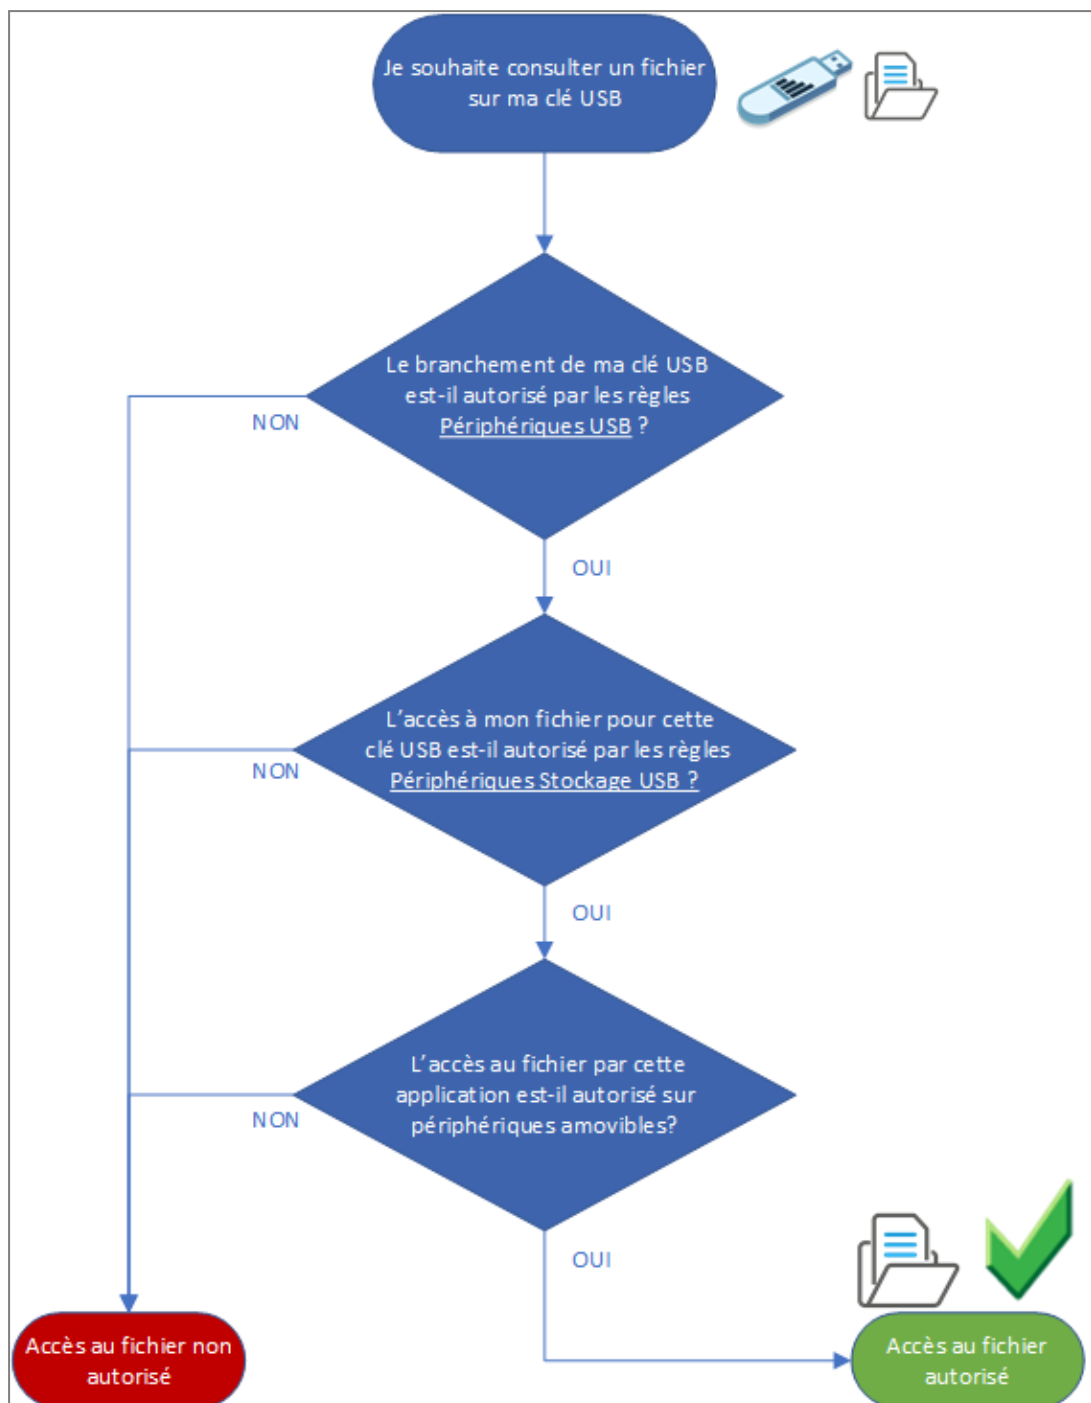 Je souhaite consulter un fichier
sur ma clé USB
Le branchement de ma clé USB
est-il autorisé par les règles
Périphériques USB ?
NON
OUI
L'accès à mon fichier pour cette
clé USB est-il autorisé par les règles
Périphériques Stockage USB ?
NON
OUI
L'accès au fichier par cette
application est-il autorisé sur
périphériques amovibles?
NON
OUI
Accès au fichier non
autorisé
Accès au fichier
autorisé